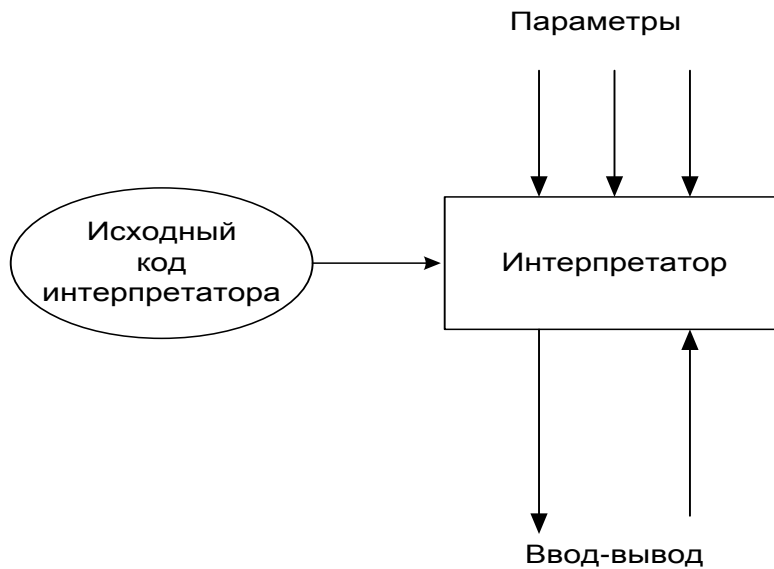 Параметры
Исходный
код
интерпретатора
Интерпретатор
Ввод-вывод